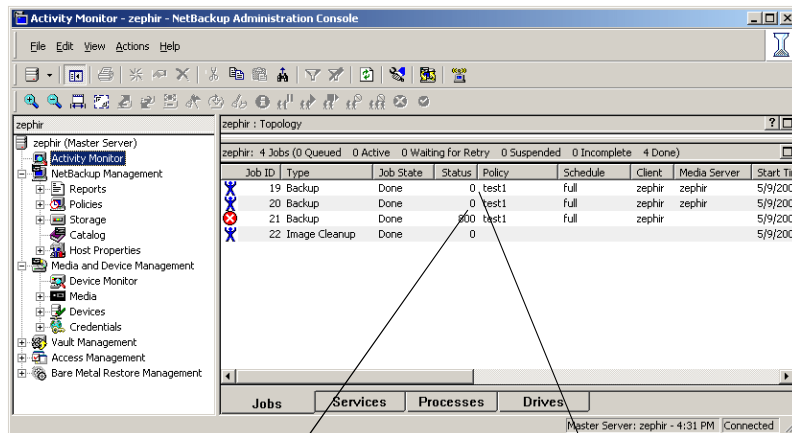 Activity Monitor - zephir - NetBackup Administration Console
File Edit View Actions Help
zephir
zephir : Topology
zephir (Master Server)
Activity Monitor
NetBackup Management
Reports
Policies
Storage
Catalog
Host Properties
Media and Device Management
Device Monitor
Media
Devices
Credentials
Vault Management
Access Management
Bare Metal Restore Management
zephir: 4 Jobs (0 Queued 0 Active 0 Waiting for Retry 0 Suspended 0 Incomplete 4 Done)
Job ID Type Job State Status Policy Schedule Client Media Server Start Ti
19 Backup Done 0 test1 full zephir zephir 5/9/200
20 Backup Done 0 test1 full zephir zephir 5/9/200
21 Backup Done 800 test1 full zephir 5/9/200
22 Image Cleanup Done 0 5/9/200
Jobs Services Processes Drives
Master Server: zephir - 4:31 PM Connected